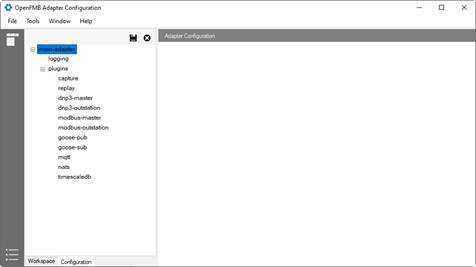 OpenFMB Adapter Configuration
File Tools Window Help
Adapter Configuration
main-adapter
logging
plugins
capture
replay
dnp3-master
dnp3-outstation
modbus-master
modbus-outstation
goose-pub
goose-sub
mqtt
nats
timescaledb
Workspace Configuration